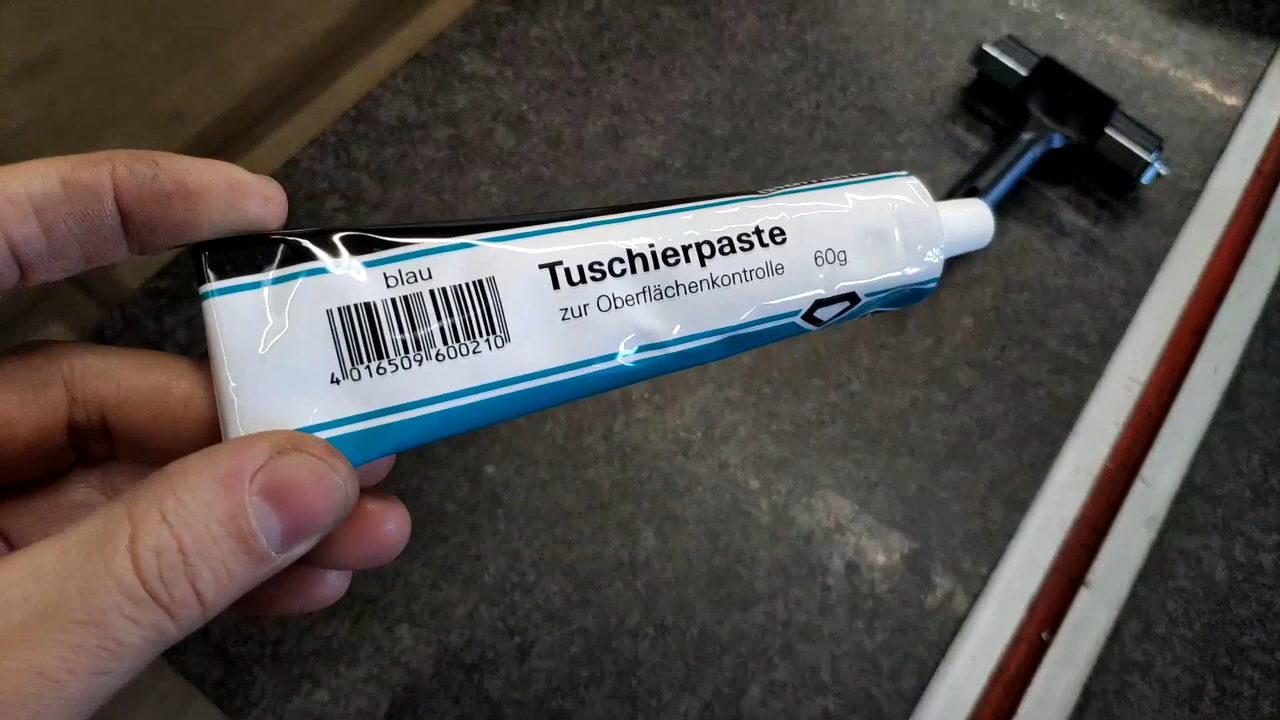 blau
4 016509 600210
Tuschierpaste
zur Oberflächenkontrolle
60g